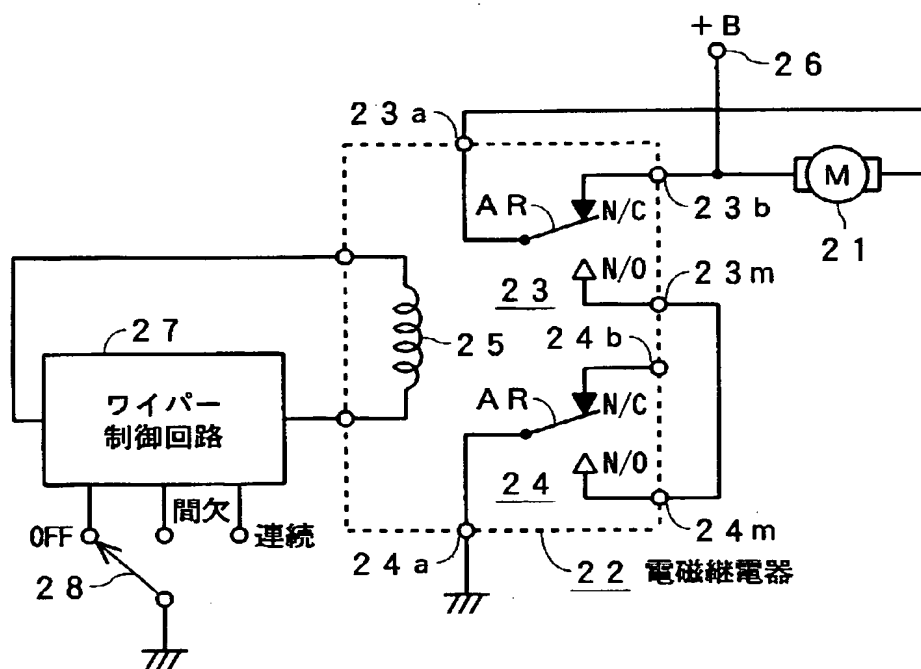 +B
26
23a
M
21
AR
N/C
23b
N/O
23
23m
27
25
24b
ワイパー
制御回路
AR
N/C
N/O
24
24m
OFF
間欠
連続
28
24a
22 電磁継電器